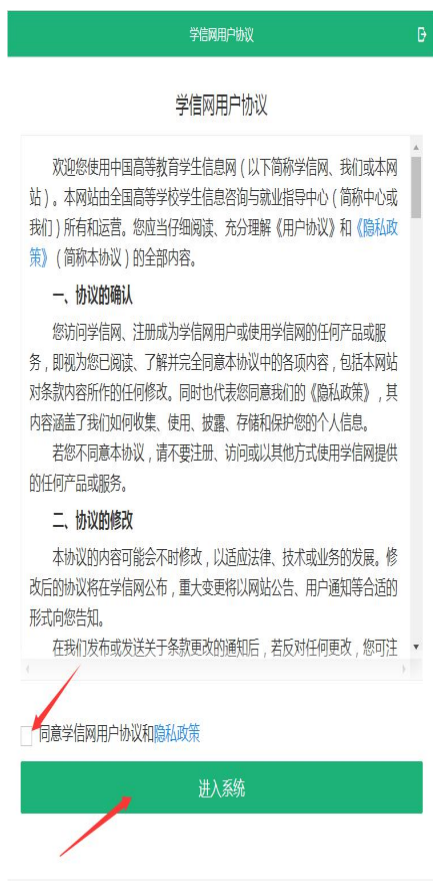 学信网用户协议
学信网用户协议
欢迎您使用中国高等教育学生信息网（以下简称学信网、我们或本网
站）。本网站由全国高等学校学生信息咨询与就业指导中心（简称中心或
我们）所有和运营。您应当仔细阅读、充分理解《用户协议》和《隐私政
策》（简称本协议）的全部内容。
一、协议的确认
您访问学信网、注册成为学信网用户或使用学信网的任何产品或服
务，即视为您已阅读、了解并完全同意本协议中的各项内容，包括本网站
对条款内容所作的任何修改。同时也代表您同意我们的《隐私政策》，其
内容涵盖了我们如何收集、使用、披露、存储和保护您的个人信息。
若您不同意本协议，请不要注册、访问或以其他方式使用学信网提供
的任何产品或服务。
二、协议的修改
本协议的内容可能会不时修改，以适应法律、技术或业务的发展。修
改后的协议将在学信网公布，重大变更将以网站公告、用户通知等合适的
形式向您告知。
在我们发布或发送关于条款更改的通知后，若反对任何更改，您可注
同意学信网用户协议和隐私政策
进入系统